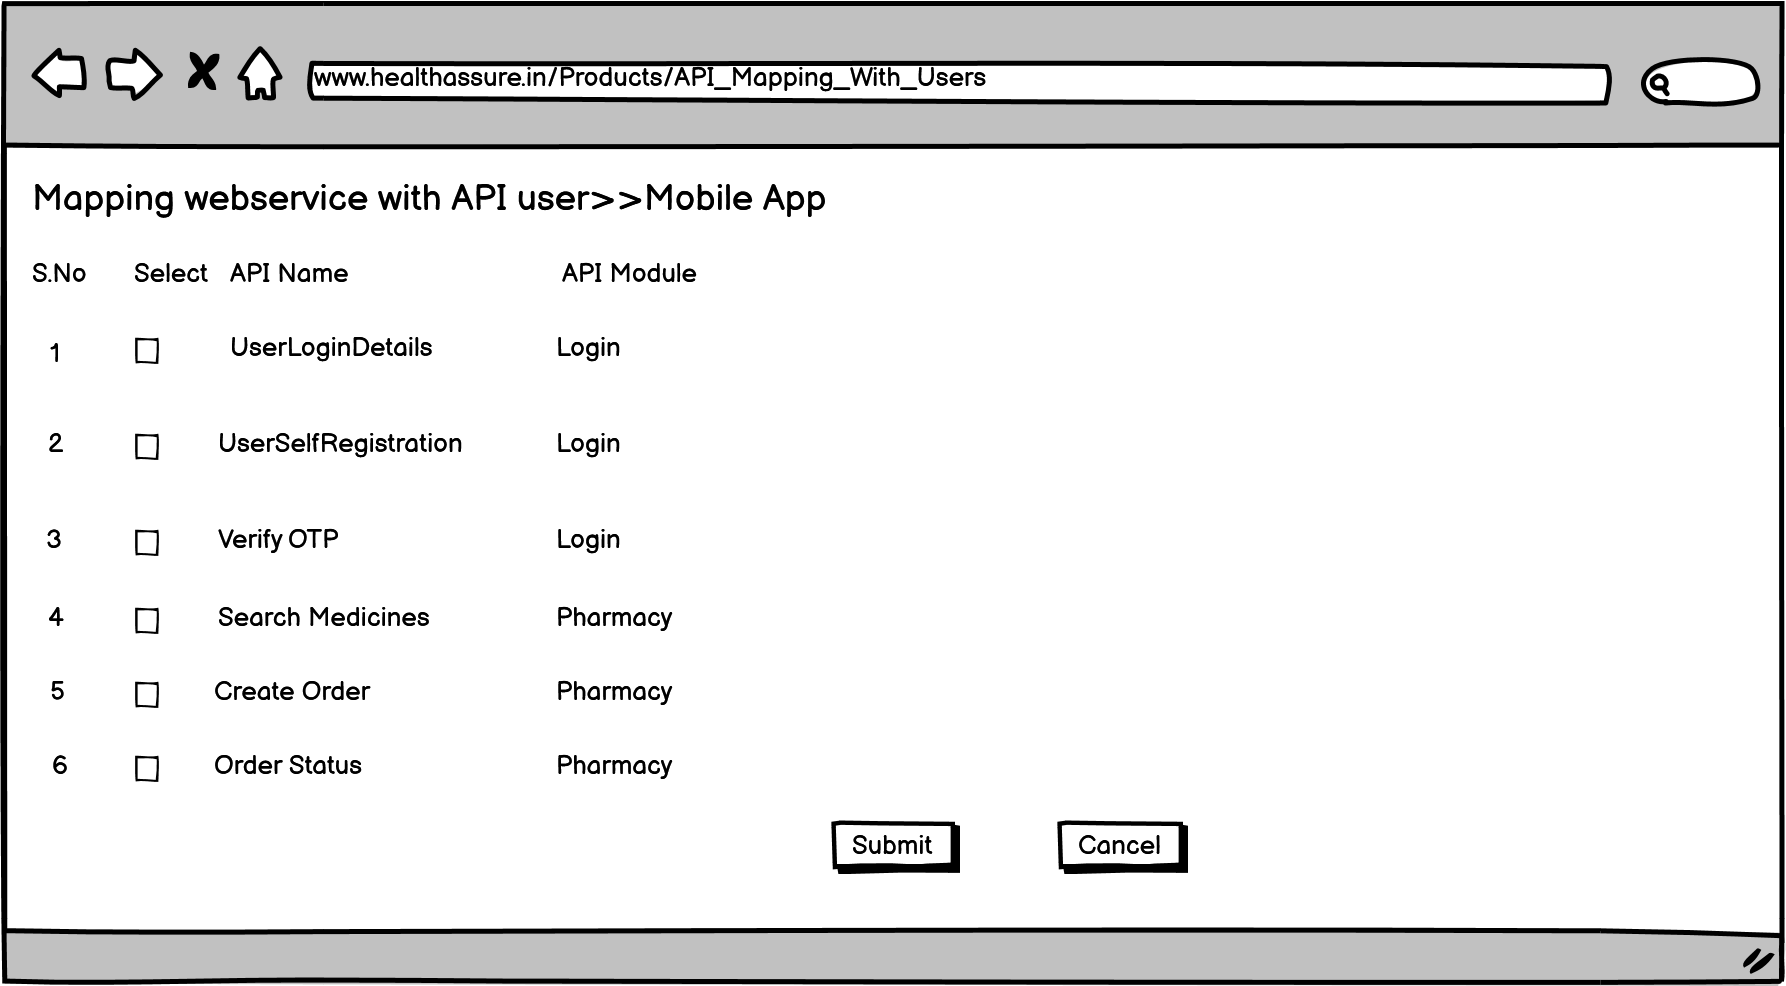 www.healthassure.in/Products/API_Mapping_With_Users
Mapping webservice with API user>>Mobile App
S.No Select API Name API Module
1 UserLoginDetails Login
2 UserSelfRegistration Login
3 Verify OTP Login
4 Search Medicines Pharmacy
5 Create Order Pharmacy
6 Order Status Pharmacy
Submit Cancel